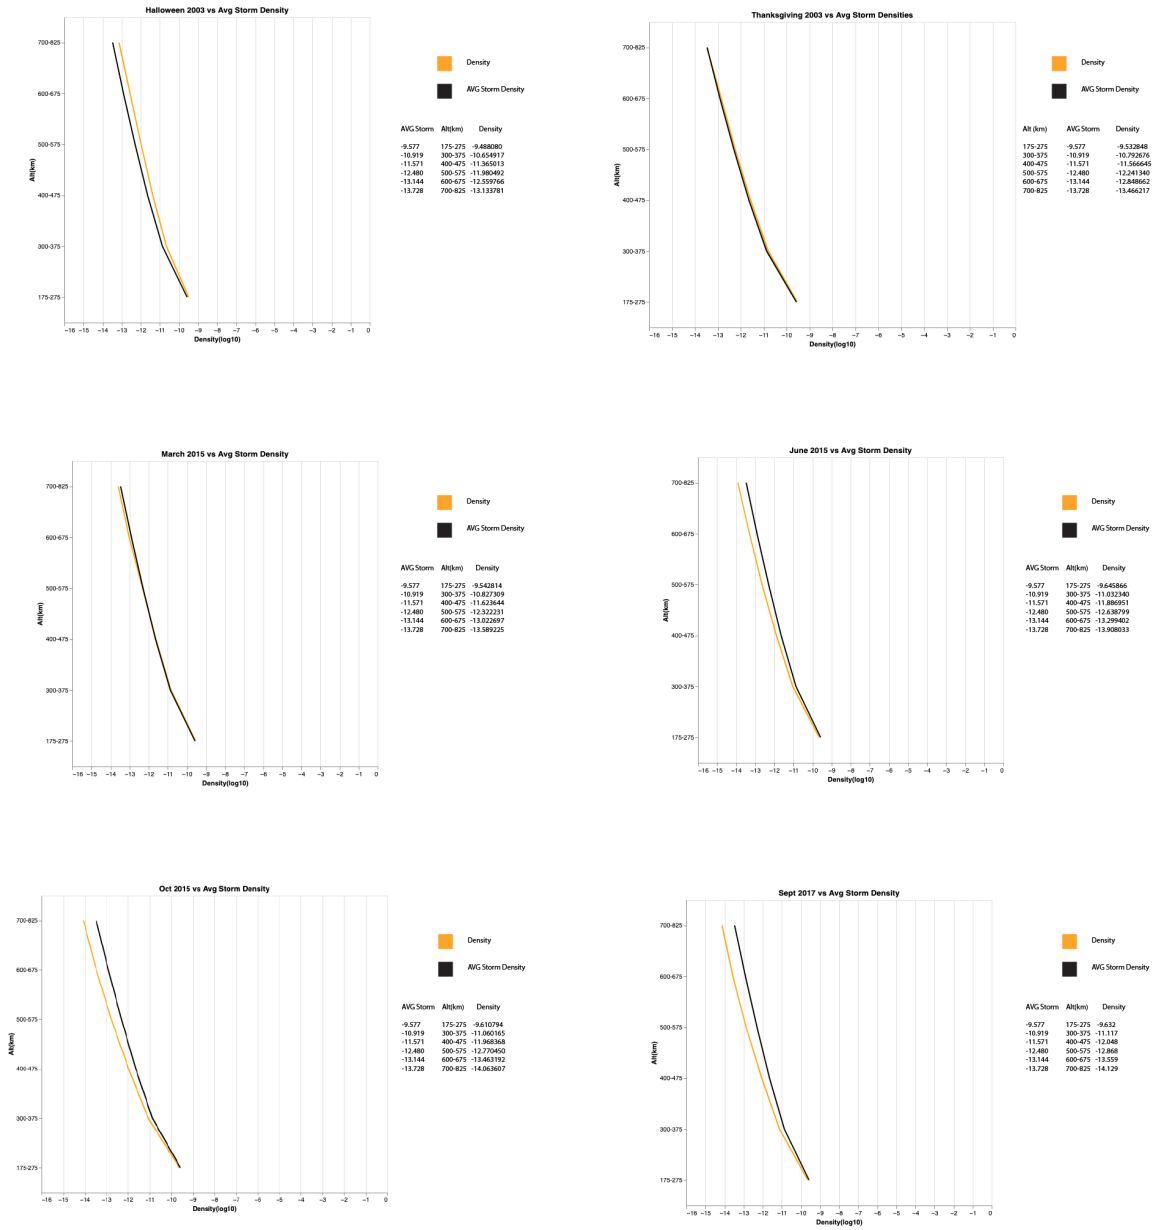 Halloween 2003 vs Avg Storm Density
700-825
600-675
500-575
400-475
300-375
175-275
Alt(km)
−16 −15 −14 −13 −12 −11 −10 −9 −8 −7 −6 −5 −4 −3 −2 −1 0
Density(log10)
Density
AVG Storm Density
AVG Storm Alt(km) Density
-9.577 175-275 -9.488080
-10.919 300-375 -10.654917
-11.571 400-475 -11.365013
-12.480 500-575 -11.980492
-13.144 600-675 -12.559766
-13.728 700-825 -13.133781
Thanksgiving 2003 vs Avg Storm Densities
700-825
600-675
500-575
400-475
300-375
175-275
Alt(km)
−16 −15 −14 −13 −12 −11 −10 −9 −8 −7 −6 −5 −4 −3 −2 −1 0
Density(log10)
Density
AVG Storm Density
Alt (km) AVG Storm Density
175-275 -9.577 -9.532848
300-375 -10.919 -10.792676
400-475 -11.571 -11.566645
500-575 -12.480 -12.241340
600-675 -13.144 -12.848662
700-825 -13.728 -13.466217
March 2015 vs Avg Storm Density
700-825
600-675
500-575
400-475
300-375
175-275
Alt(km)
−16 −15 −14 −13 −12 −11 −10 −9 −8 −7 −6 −5 −4 −3 −2 −1 0
Density(log10)
Density
AVG Storm Density
AVG Storm Alt(km) Density
-9.577 175-275 -9.542814
-10.919 300-375 -10.827309
-11.571 400-475 -11.623644
-12.480 500-575 -12.322231
-13.144 600-675 -13.022697
-13.728 700-825 -13.589225
June 2015 vs Avg Storm Density
700-825
600-675
500-575
400-475
300-375
175-275
Alt(km)
−16 −15 −14 −13 −12 −11 −10 −9 −8 −7 −6 −5 −4 −3 −2 −1 0
Density(log10)
Density
AVG Storm Density
AVG Storm Alt(km) Density
-9.577 175-275 -9.645866
-10.919 300-375 -11.032340
-11.571 400-475 -11.886951
-12.480 500-575 -12.638799
-13.144 600-675 -13.299402
-13.728 700-825 -13.908033
Oct 2015 vs Avg Storm Density
700-825
600-675
500-575
400-475
300-375
175-275
Alt(km)
−16 −15 −14 −13 −12 −11 −10 −9 −8 −7 −6 −5 −4 −3 −2 −1 0
Density(log10)
Density
AVG Storm Density
AVG Storm Alt(km) Density
-9.577 175-275 -9.610794
-10.919 300-375 -11.060165
-11.571 400-475 -11.968368
-12.480 500-575 -12.770450
-13.144 600-675 -13.463192
-13.728 700-825 -14.063607
Sept 2017 vs Avg Storm Density
700-825
600-675
500-575
400-475
300-375
175-275
Alt(km)
−16 −15 −14 −13 −12 −11 −10 −9 −8 −7 −6 −5 −4 −3 −2 −1 0
Density(log10)
Density
AVG Storm Density
AVG Storm Alt(km) Density
-9.577 175-275 -9.632
-10.919 300-375 -11.117
-11.571 400-475 -12.048
-12.480 500-575 -12.868
-13.144 600-675 -13.559
-13.728 700-825 -14.129